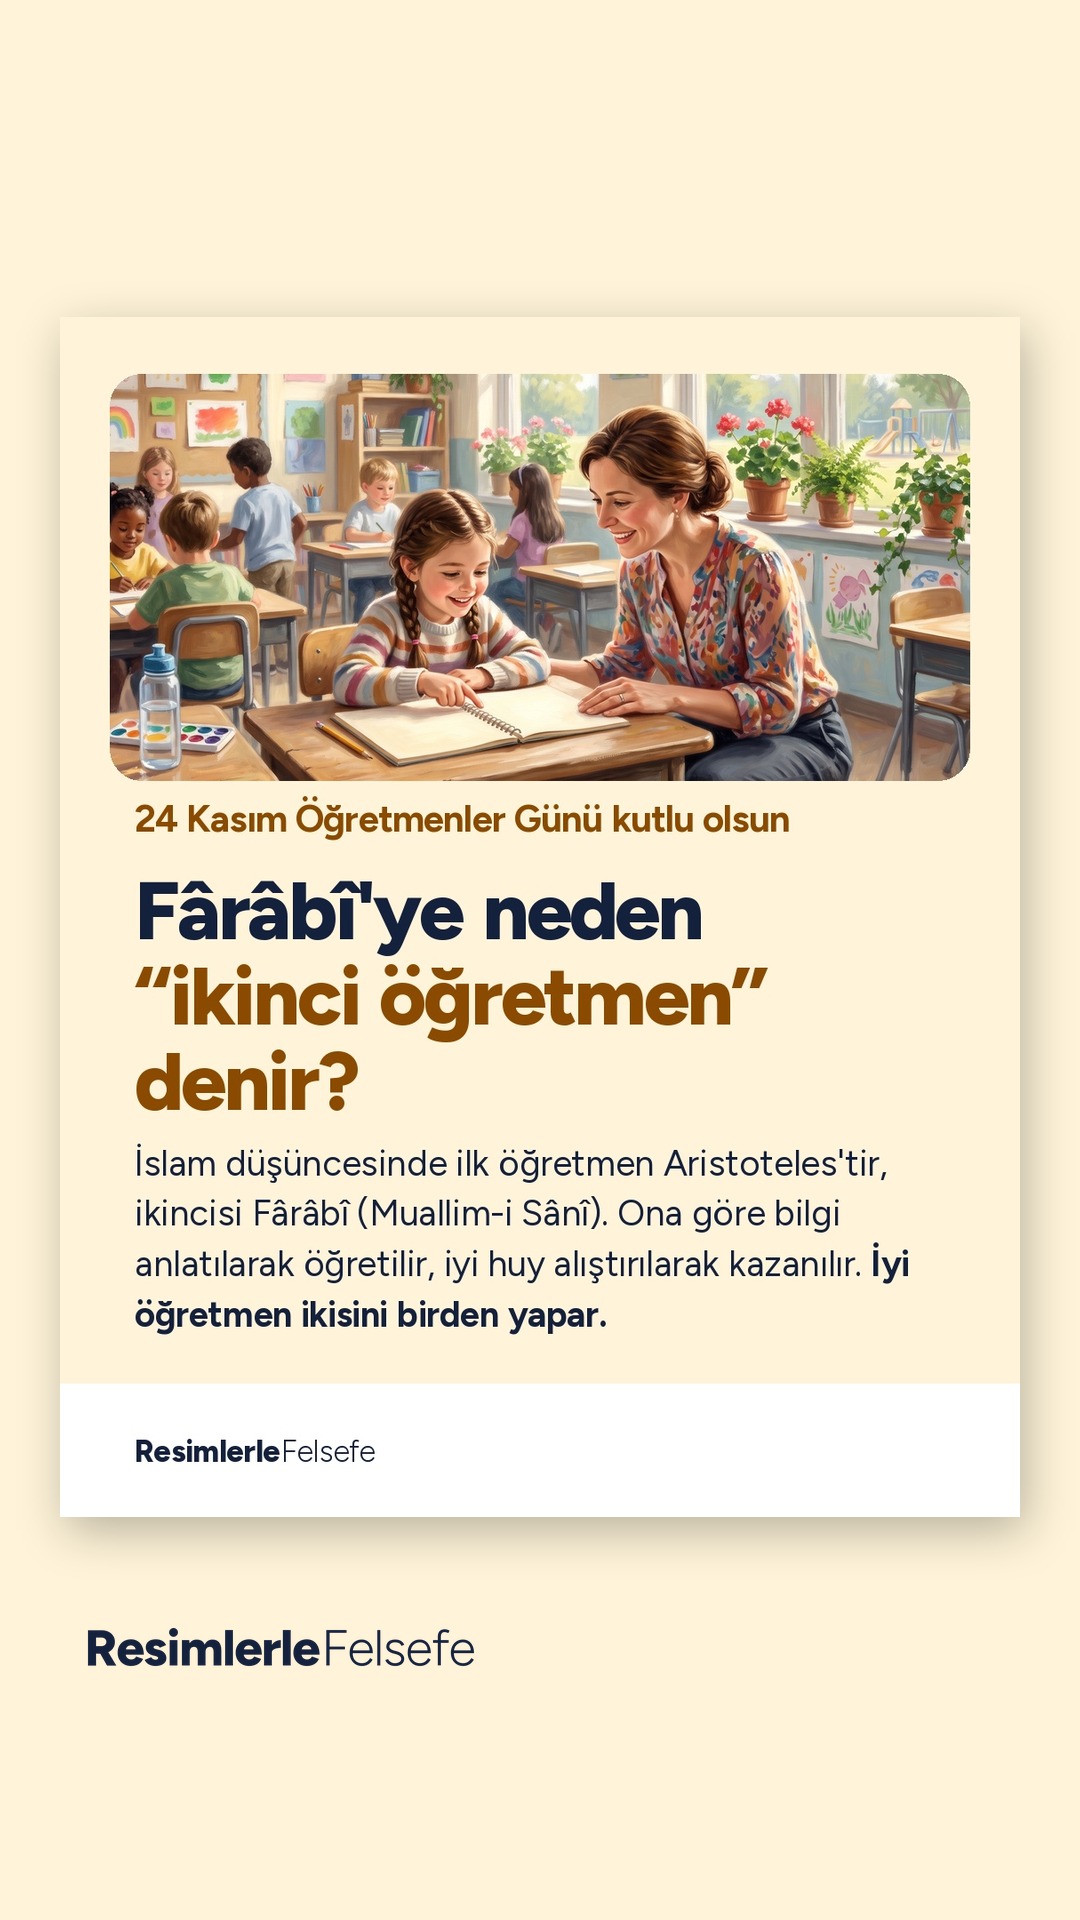 24 Kasım Öğretmenler Günü kutlu olsun
Fârâbî'ye neden
“ikinci öğretmen”
denir?
İslam düşüncesinde ilk öğretmen Aristoteles'tir,
ikincisi Fârâbî (Muallim-i Sânî). Ona göre bilgi
anlatılarak öğretilir, iyi huy alıştırılarak kazanılır. İyi
öğretmen ikisini birden yapar.
ResimlerleFelsefe
ResimlerleFelsefe